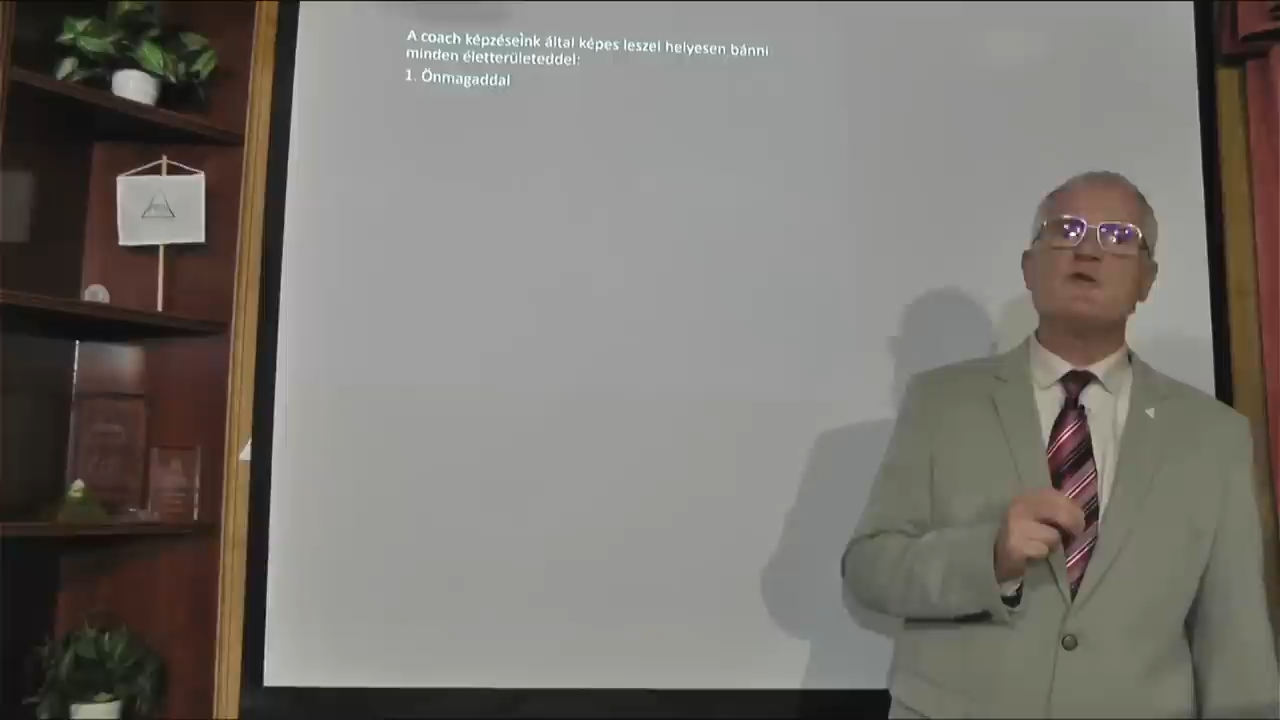 A coach képzéseink által képes leszel helyesen bánni
minden életterületeddel:
1. Önmagaddal